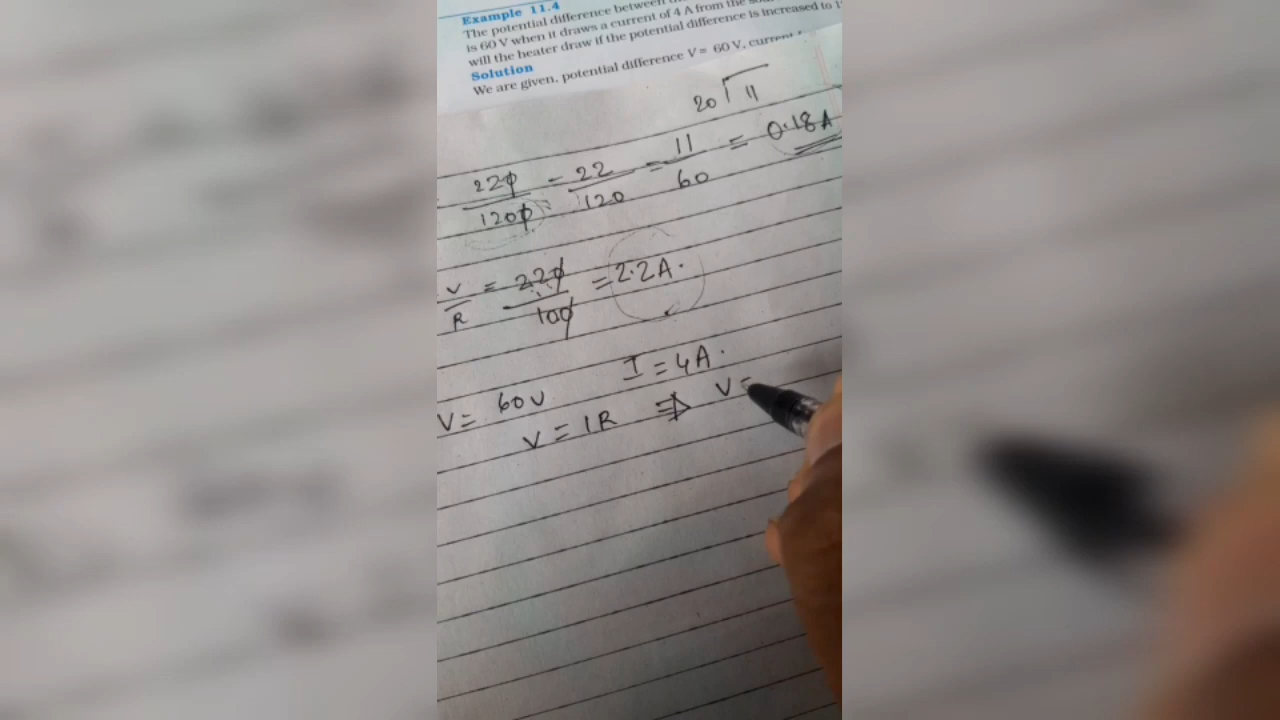 Example 11.4
The potential difference between
is 60 V when it draws a current of 4 A from the
will the heater draw if the potential difference is increased to
Solution
We are given, potential difference V = 60 V, current
20 11
220/1200 = 22/120 = 11/60 = 0.18A
V/R = 220/100 = 2.2A.
V = 60V I = 4A.
V = IR ⇒ V =